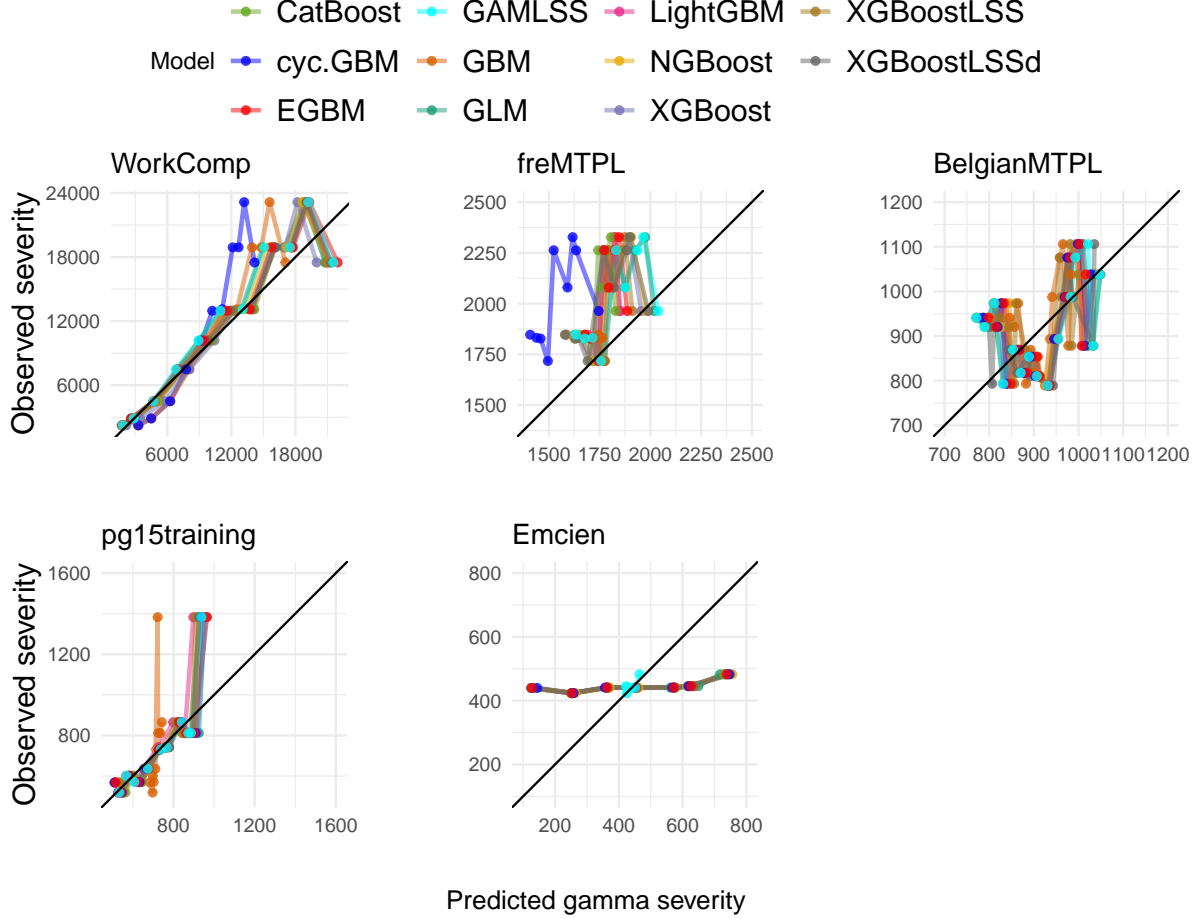 CatBoost GAMLSS LightGBM XGBoostLSS
Model cyc.GBM GBM NGBoost XGBoostLSSd
EGBM GLM XGBoost
WorkComp freMTPL BelgianMTPL
Observed severity
24000
18000
12000
6000
6000 12000 18000
2500
2250
2000
1750
1500
1500 1750 2000 2250 2500
1200
1100
1000
900
800
700
700 800 900 1000 1100 1200
pg15training Emcien
Observed severity
1600
1200
800
800 1200 1600
800
600
400
200
200 400 600 800
Predicted gamma severity